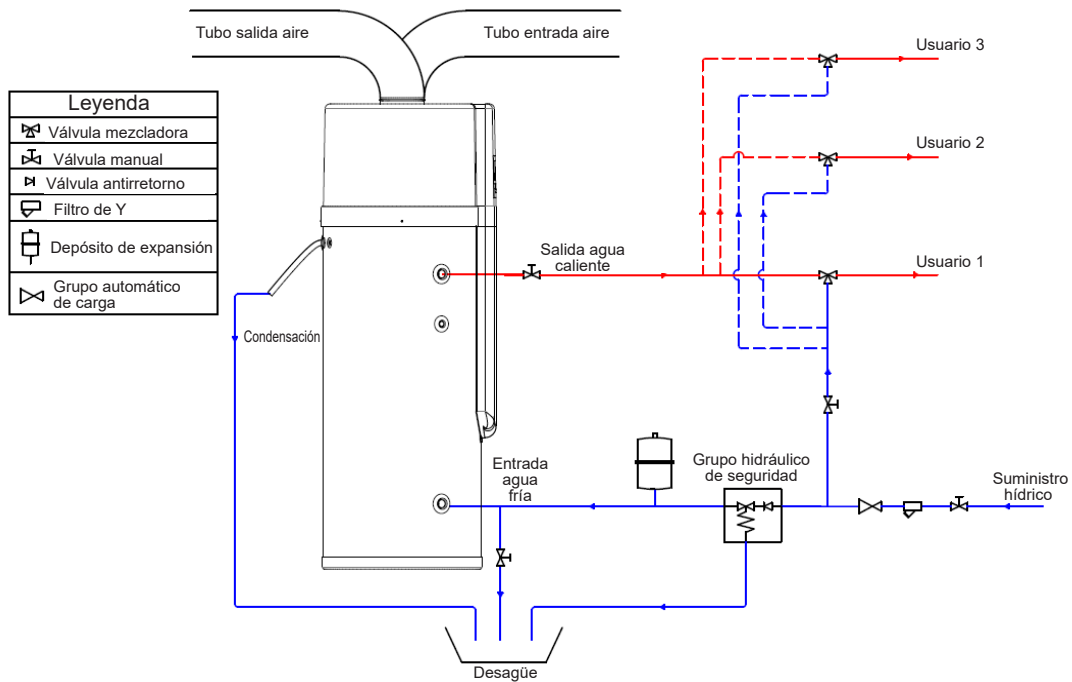 Tubo salida aire
Tubo entrada aire
Leyenda
Válvula mezcladora
Válvula manual
Válvula antirretorno
Filtro de Y
Depósito de expansión
Grupo automático
de carga
Usuario 3
Usuario 2
Usuario 1
Salida agua
caliente
Condensación
Entrada
agua
fría
Grupo hidráulico
de seguridad
Suministro
hídrico
Desagüe